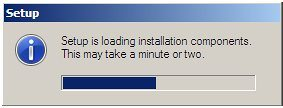 Setup
Setup is loading installation components.
This may take a minute or two.